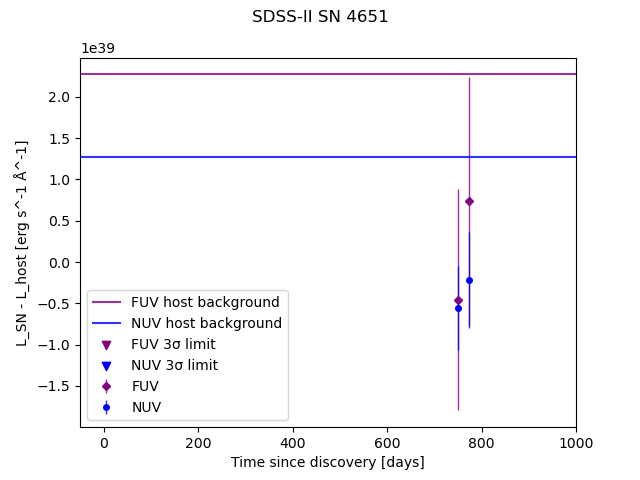 SDSS-II SN 4651
1e39
2.0
1.5
1.0
0.5
0.0
−0.5
−1.0
−1.5
L_SN - L_host [erg s^-1 Å^-1]
FUV host background
NUV host background
FUV 3σ limit
NUV 3σ limit
FUV
NUV
0 200 400 600 800 1000
Time since discovery [days]